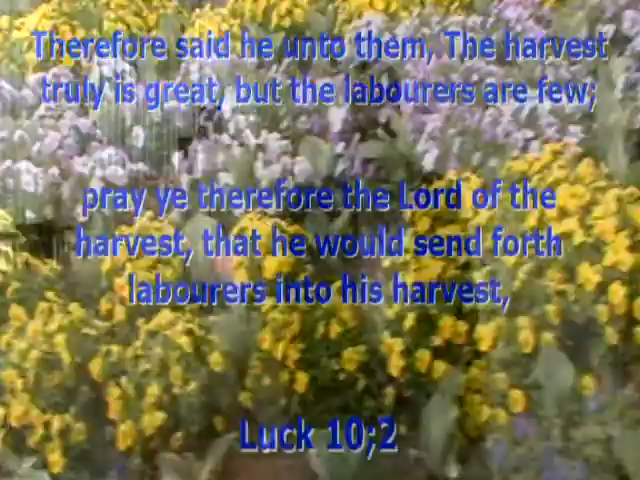 Therefore said he unto them, The harvest
truly is great, but the labourers are few;
pray ye therefore the Lord of the
harvest, that he would send forth
labourers into his harvest,
Luck 10;2